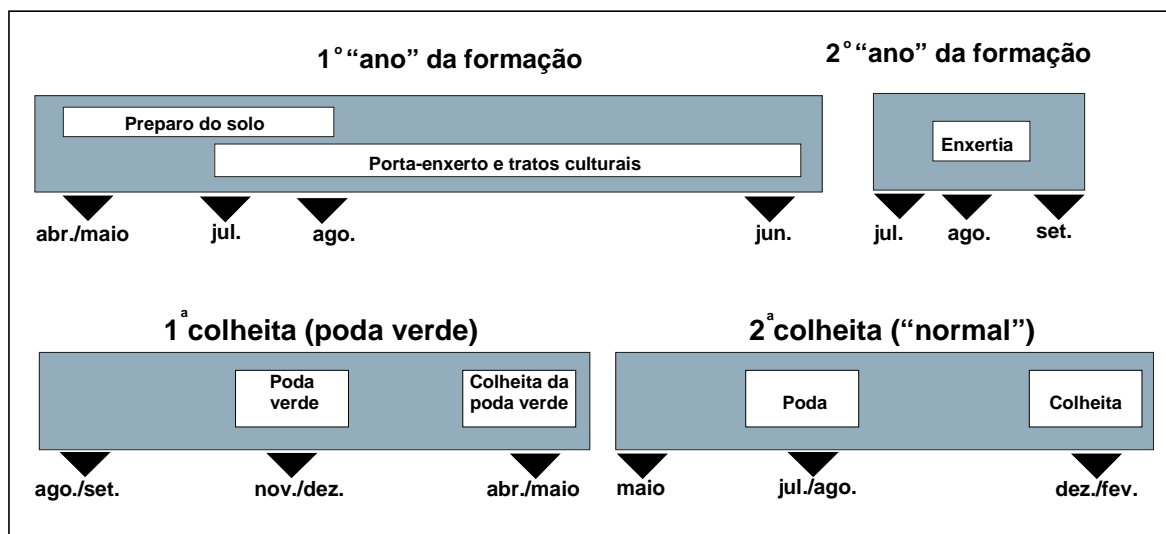 1º “ano” da formação
2º “ano” da formação
Preparo do solo
Porta-enxerto e tratos culturais
Enxertia
abr./maio
jul.
ago.
jun.
jul.
ago.
set.
1ª colheita (poda verde)
2ª colheita (“normal”)
Poda
verde
Colheita da
poda verde
Poda
Colheita
ago./set.
nov./dez.
abr./maio
maio
jul./ago.
dez./fev.